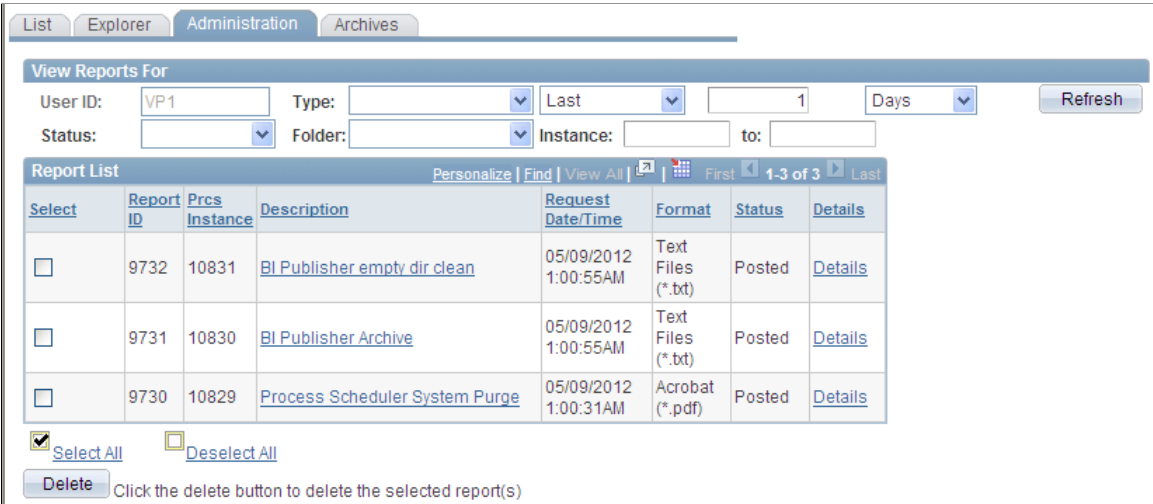 List Explorer Administration Archives
View Reports For
User ID: VP1 Type: Last 1 Days Refresh
Status: Folder: Instance: to:
Report List Personalize | Find | View All | | First 1-3 of 3 Last
Select Report ID Prcs Instance Description Request Date/Time Format Status Details
9732 10831 BI Publisher empty dir clean 05/09/2012 1:00:55AM Text Files (*.txt) Posted Details
9731 10830 BI Publisher Archive 05/09/2012 1:00:55AM Text Files (*.txt) Posted Details
9730 10829 Process Scheduler System Purge 05/09/2012 1:00:31AM Acrobat (*.pdf) Posted Details
Select All Deselect All
Delete Click the delete button to delete the selected report(s)